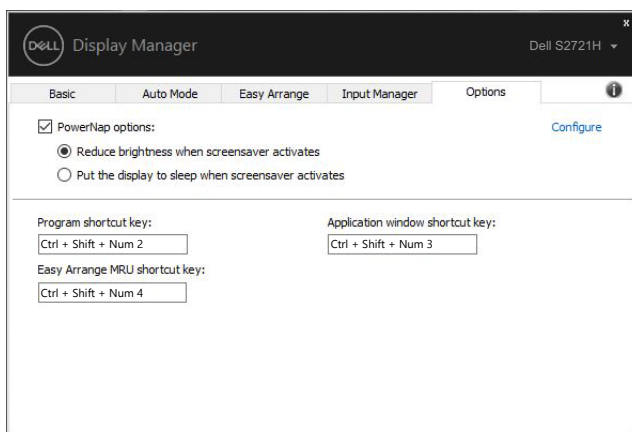 x
DELL Display Manager Dell S2721H
Basic Auto Mode Easy Arrange Input Manager Options i
PowerNap options: Configure
Reduce brightness when screensaver activates
Put the display to sleep when screensaver activates
Program shortcut key: Application window shortcut key:
Ctrl + Shift + Num 2 Ctrl + Shift + Num 3
Easy Arrange MRU shortcut key:
Ctrl + Shift + Num 4